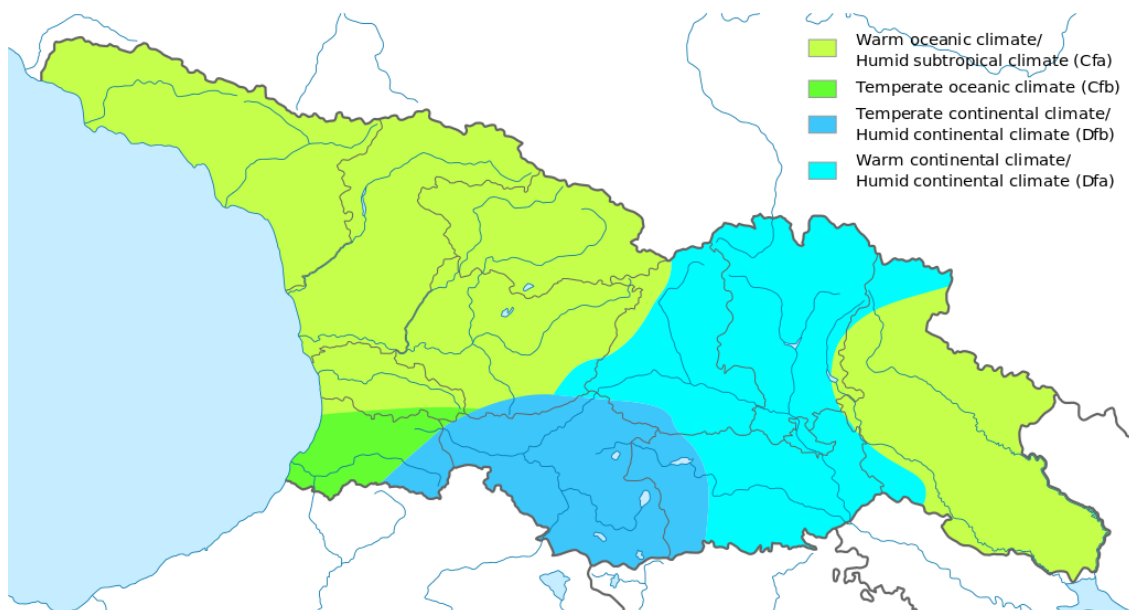 Warm oceanic climate/
Humid subtropical climate (Cfa)
Temperate oceanic climate (Cfb)
Temperate continental climate/
Humid continental climate (Dfb)
Warm continental climate/
Humid continental climate (Dfa)